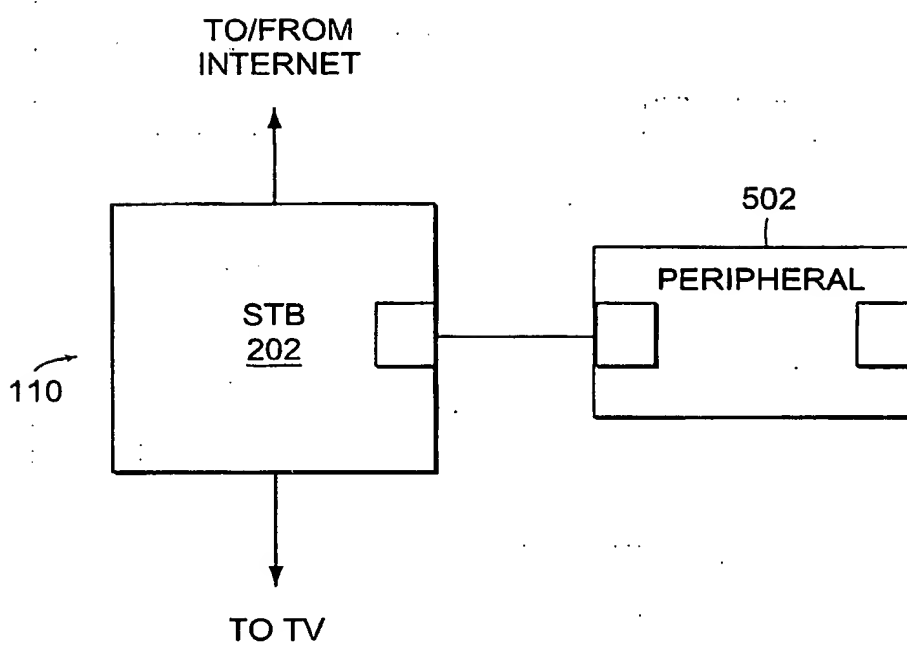 TO/FROM
INTERNET
502
PERIPHERAL
STB
202
110
TO TV